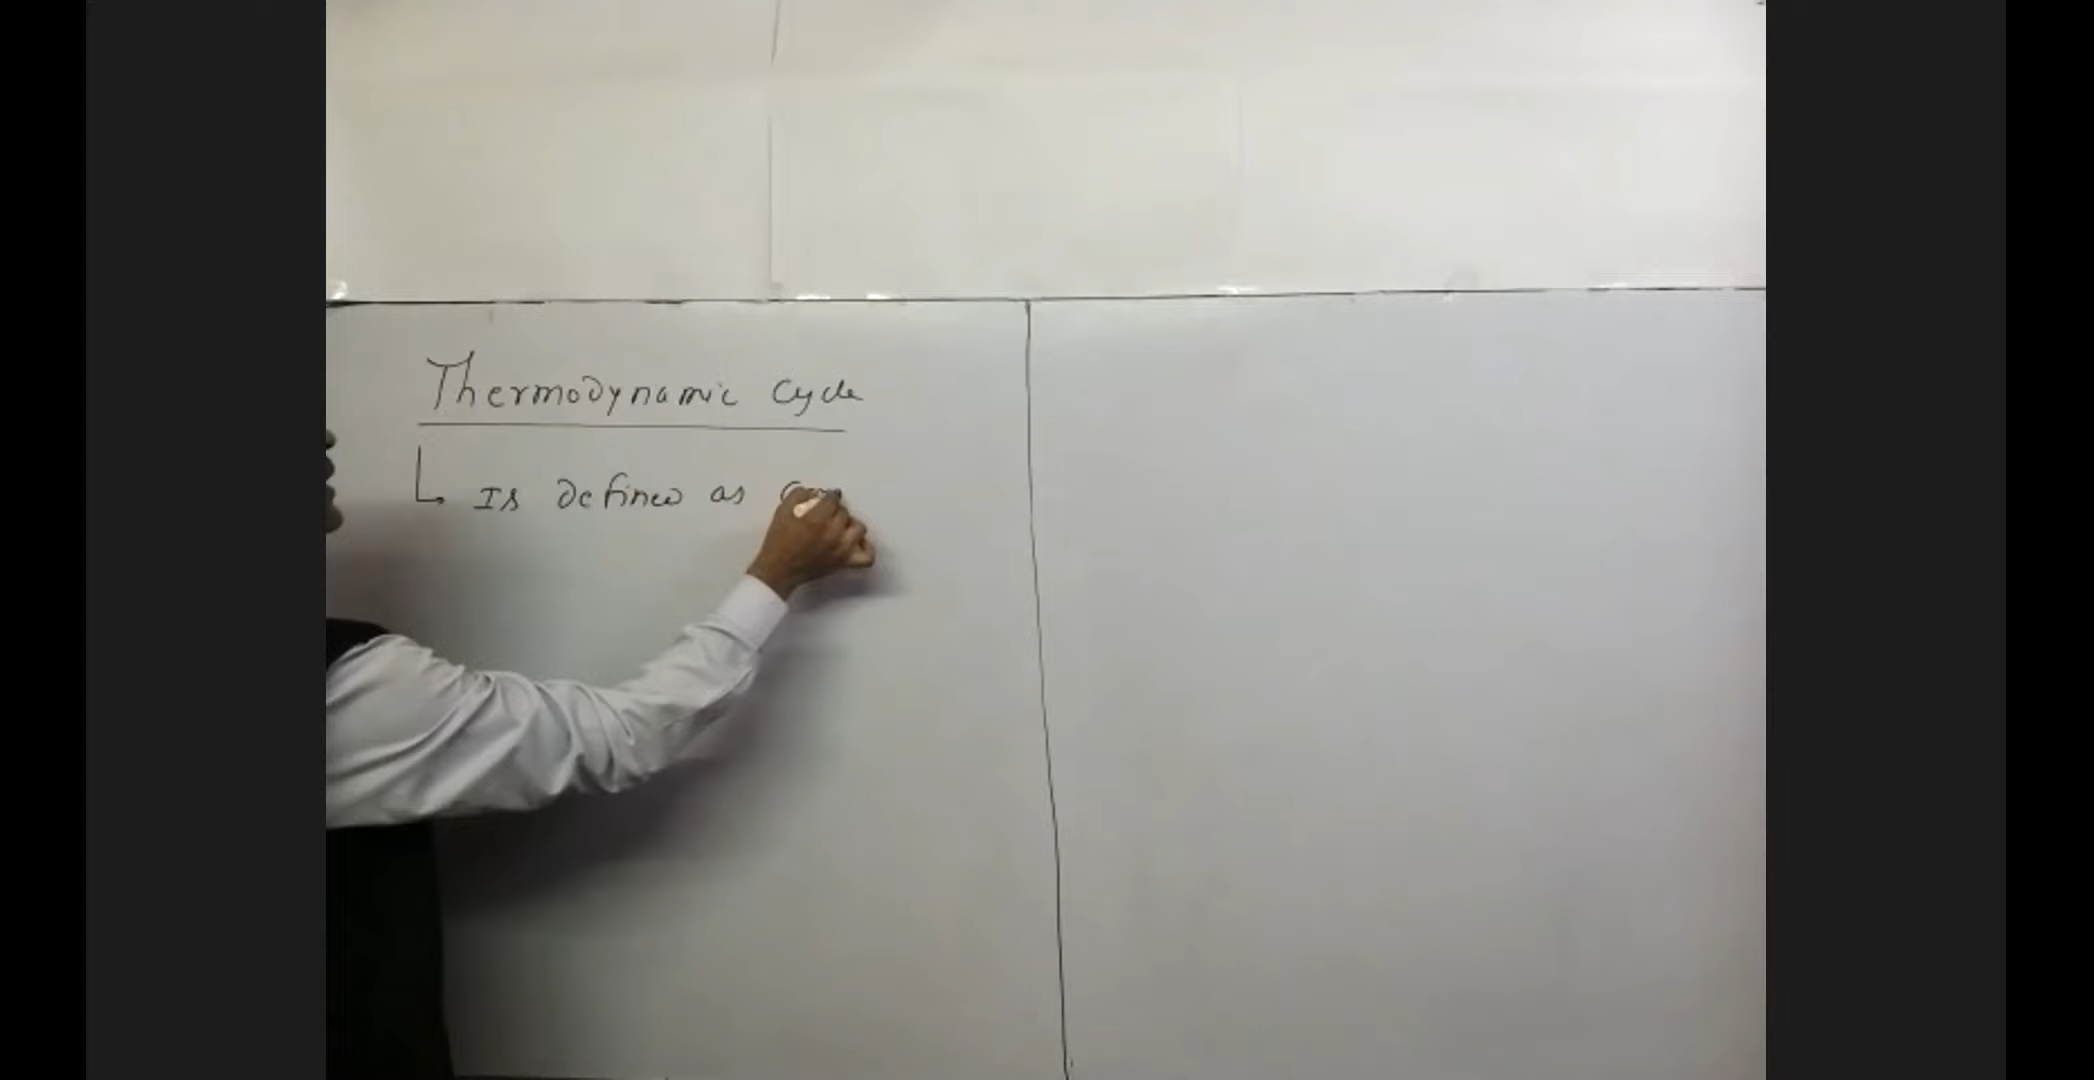 Thermodynamic cycle
Is defined as